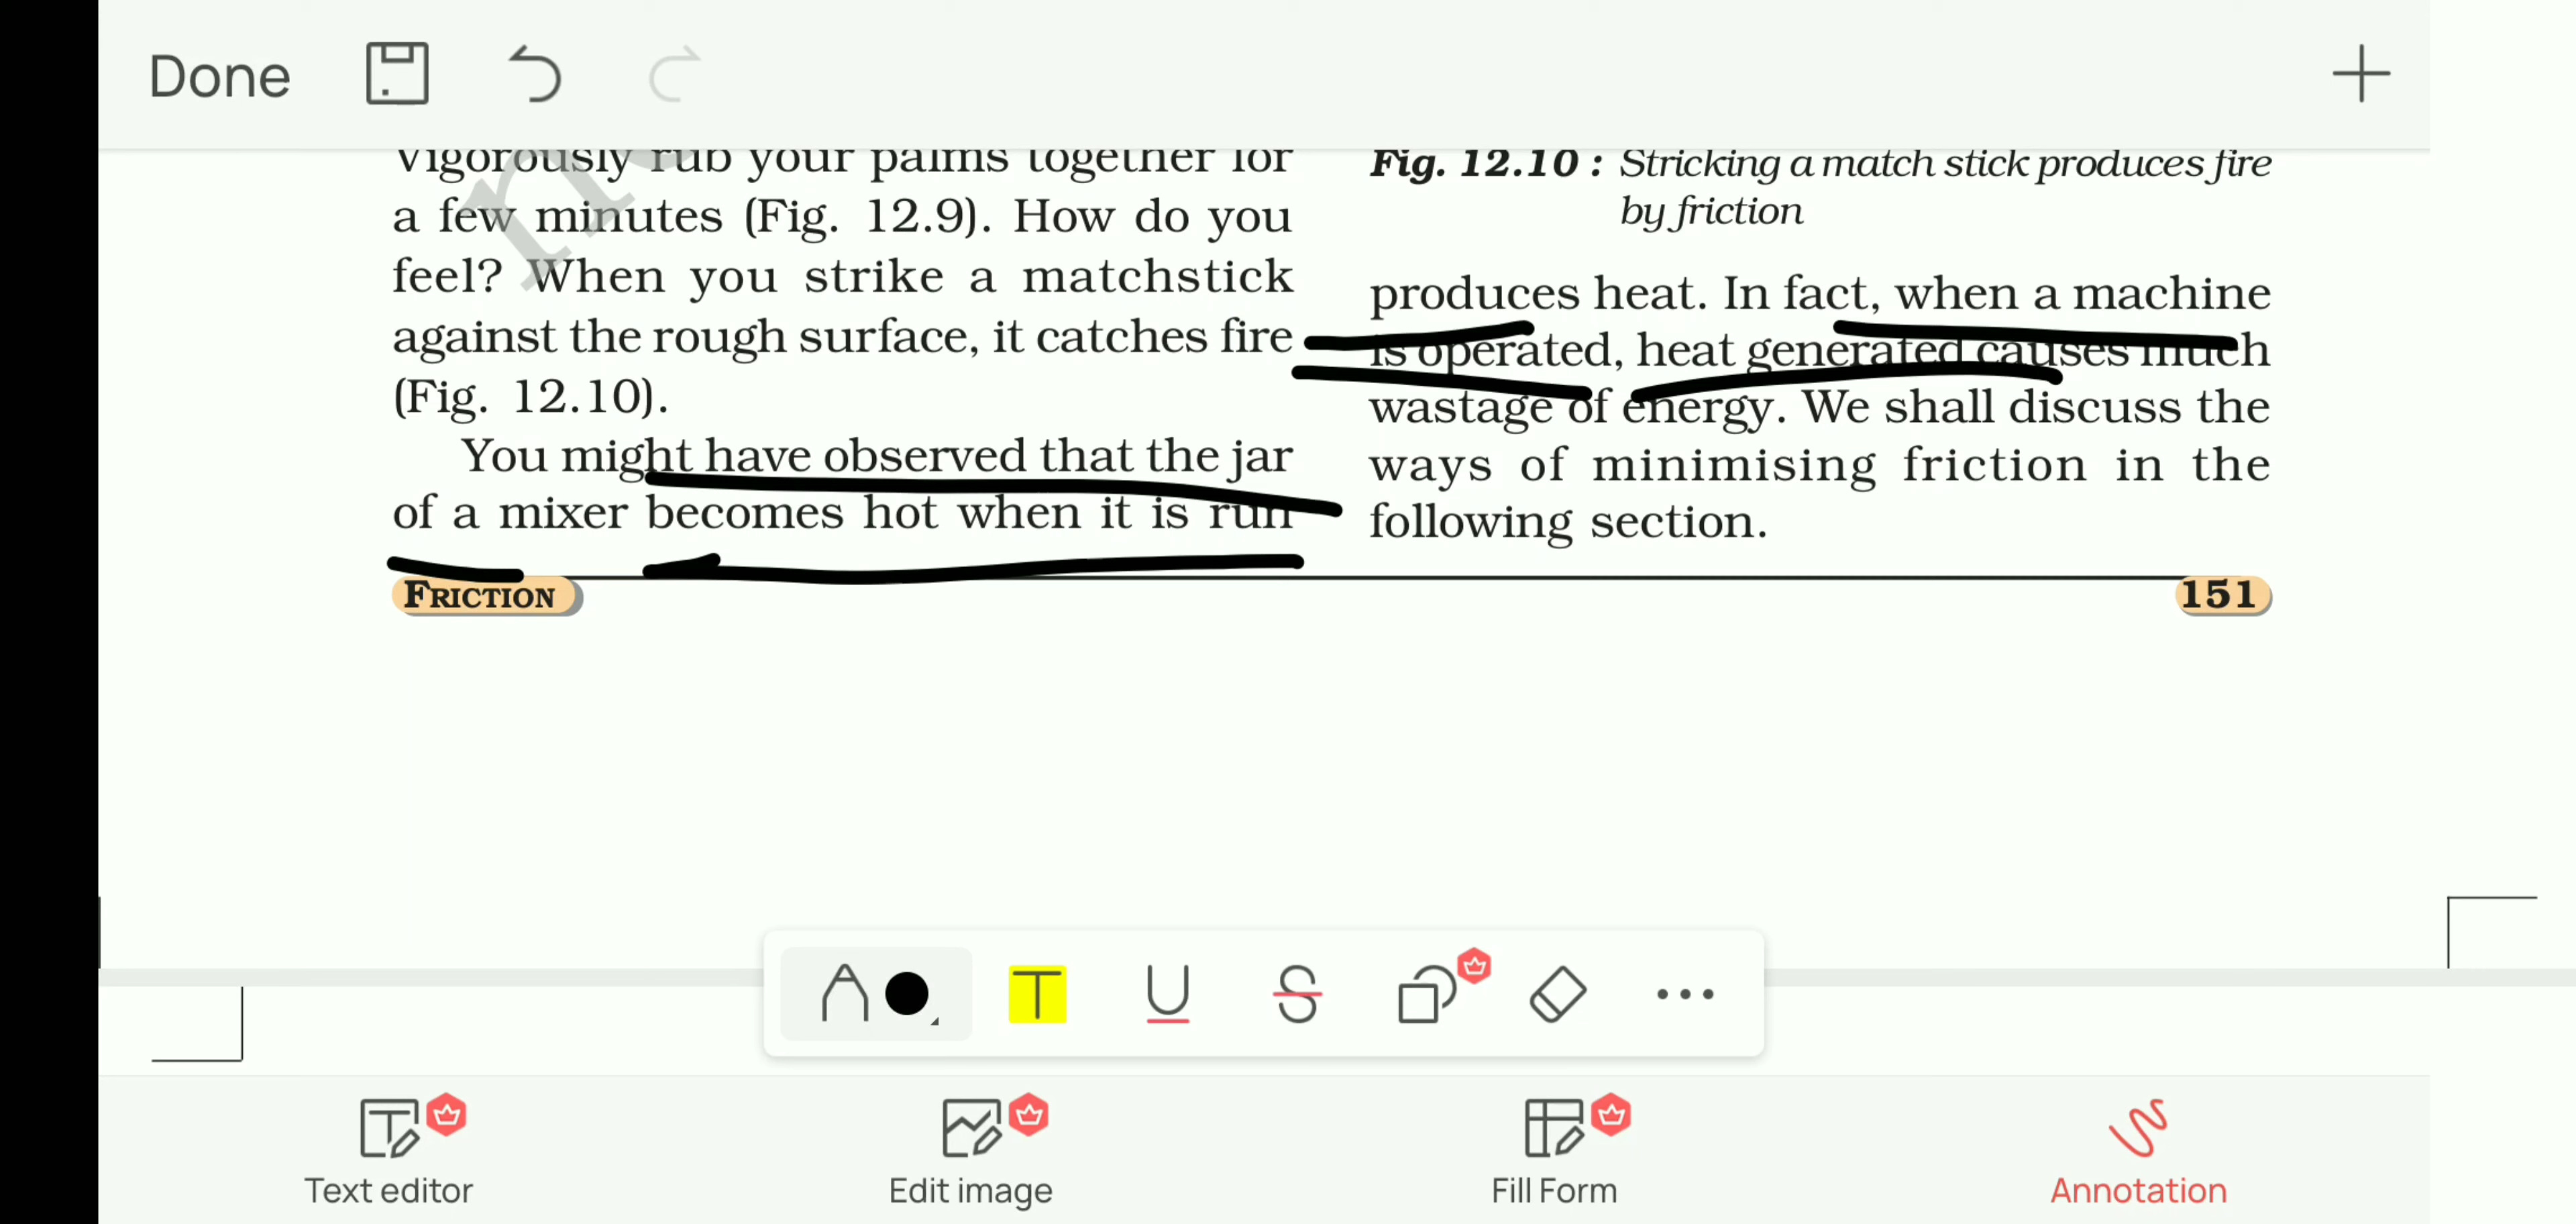 Done
Vigorously rub your palms together for
a few minutes (Fig. 12.9). How do you
feel? When you strike a matchstick
against the rough surface, it catches fire
(Fig. 12.10).
You might have observed that the jar
of a mixer becomes hot when it is run
Fig. 12.10 : Stricking a match stick produces fire
by friction
produces heat. In fact, when a machine
is operated, heat generated causes much
wastage of energy. We shall discuss the
ways of minimising friction in the
following section.
FRICTION
151
T
U
S
Text editor
Edit image
Fill Form
Annotation